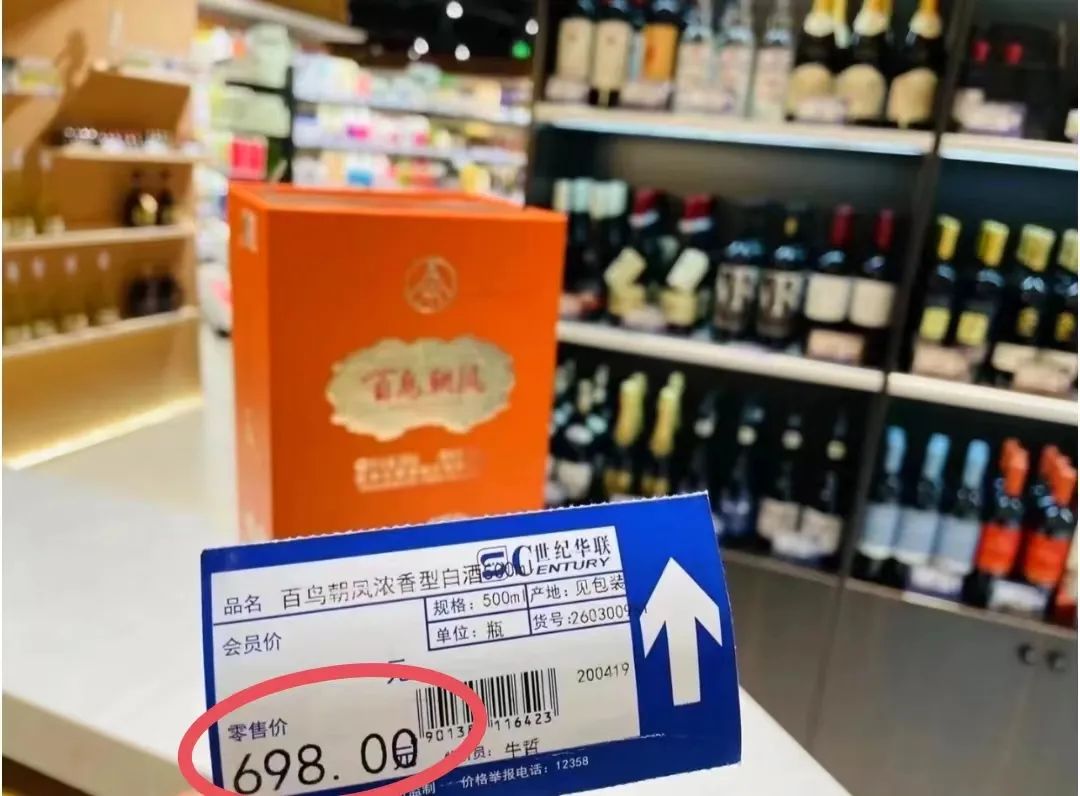 百鸟朝凤
世纪华联
CENTURY
品名 百鸟朝凤浓香型白酒500ml
规格：500ml 产地：见包装
会员价
单位：瓶 货号:260300
元
200419
零售价
116423
698.00
元
员：牛哲
价格举报电话：12358